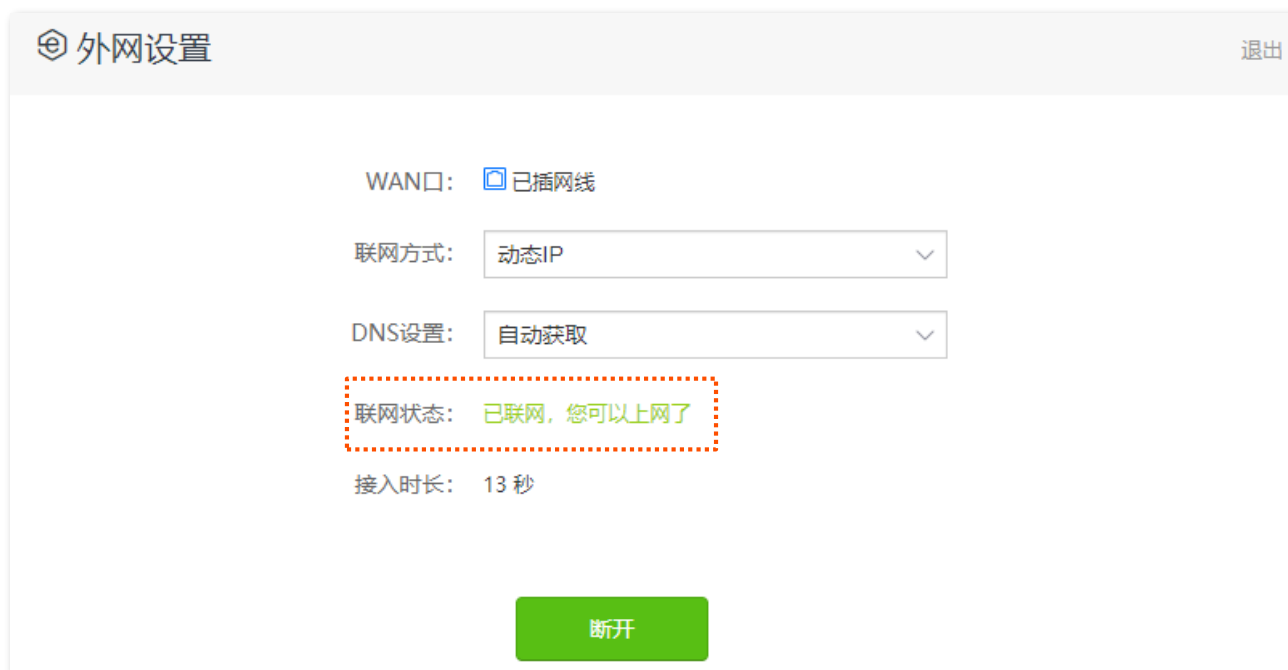 外网设置
退出
WAN口： 已插网线
联网方式： 动态IP
DNS设置： 自动获取
联网状态： 已联网，您可以上网了
接入时长： 13 秒
断开